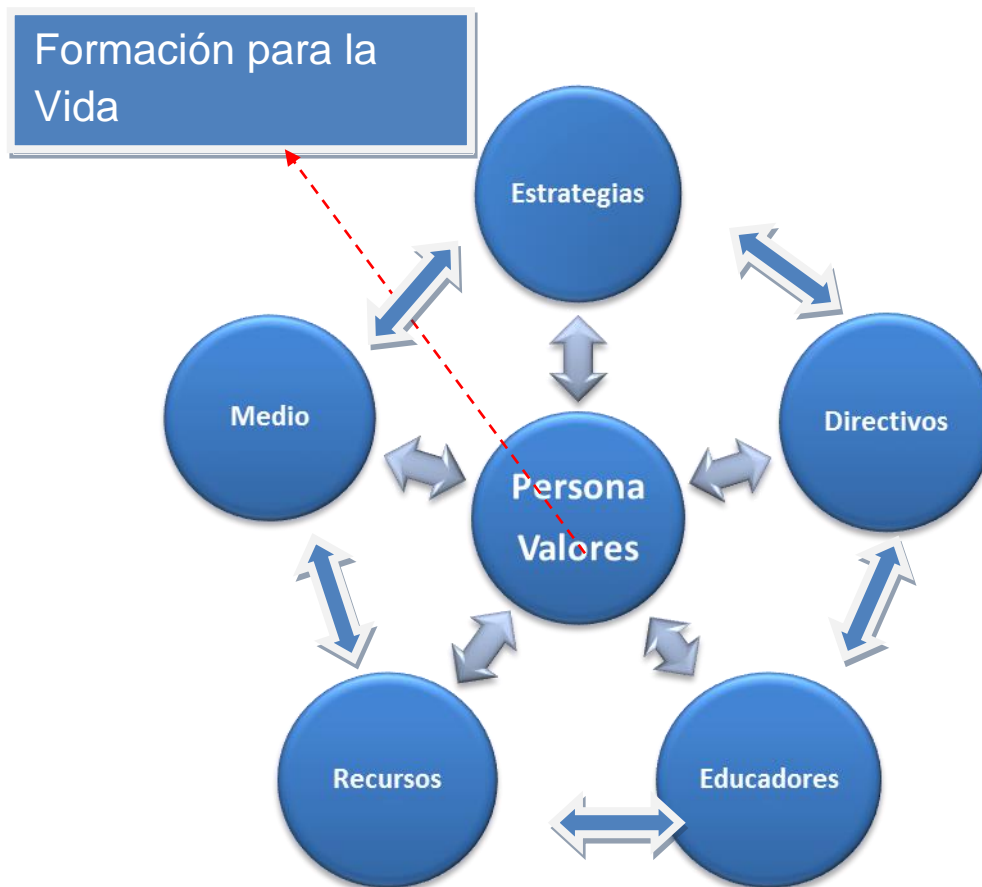 Formación para la
Vida
Estrategias
Medio
Directivos
Persona
Valores
Recursos
Educadores